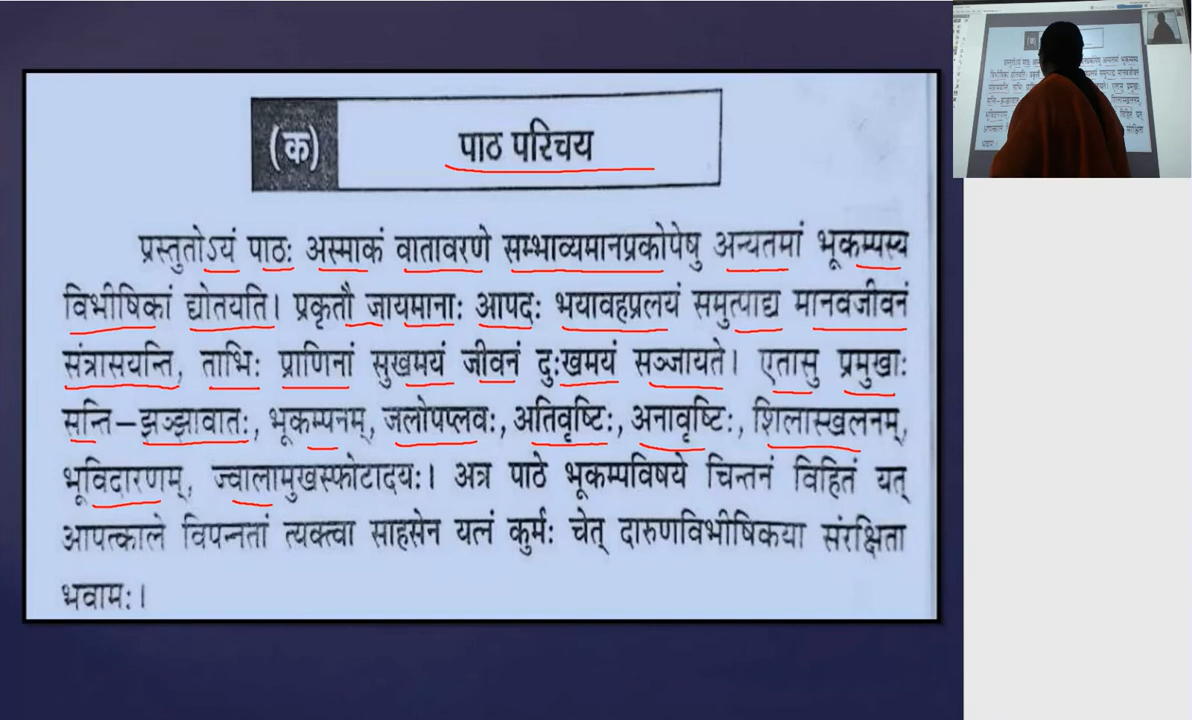 (क)
पाठ परिचय
प्रस्तुतोऽयं पाठः अस्माकं वातावरणे सम्भाव्यमानप्रकोपेषु अन्यतमां भूकम्पस्य
विभीषिकां द्योतयति। प्रकृतौ जायमानाः आपदः भयावहप्रलयं समुत्पाद्य मानवजीवनं
संत्रासयन्ति, ताभिः प्राणिनां सुखमयं जीवनं दुःखमयं सञ्जायते। एतासु प्रमुखाः
सन्ति–झञ्झावातः, भूकम्पनम्, जलोपप्लवः, अतिवृष्टिः, अनावृष्टिः, शिलास्खलनम्,
भूविदारणम्, ज्वालामुखस्फोटादयः। अत्र पाठे भूकम्पविषये चिन्तनं विहितं यत्
आपत्काले विपन्नतां त्यक्त्वा साहसेन यत्नं कुर्मः चेत् दारुणविभीषिकया संरक्षिता
भवामः।